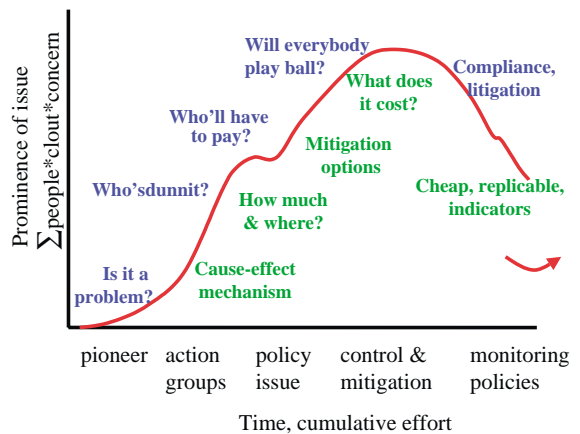 Prominence of issue
∑people*clout*concern
Will everybody
play ball?
Compliance,
litigation
What does
it cost?
Who'll have
to pay?
Mitigation
options
Who'sdunnit?
How much
& where?
Cheap, replicable,
indicators
Is it a
problem?
Cause-effect
mechanism
pioneer
action
groups
policy
issue
control &
mitigation
monitoring
policies
Time, cumulative effort